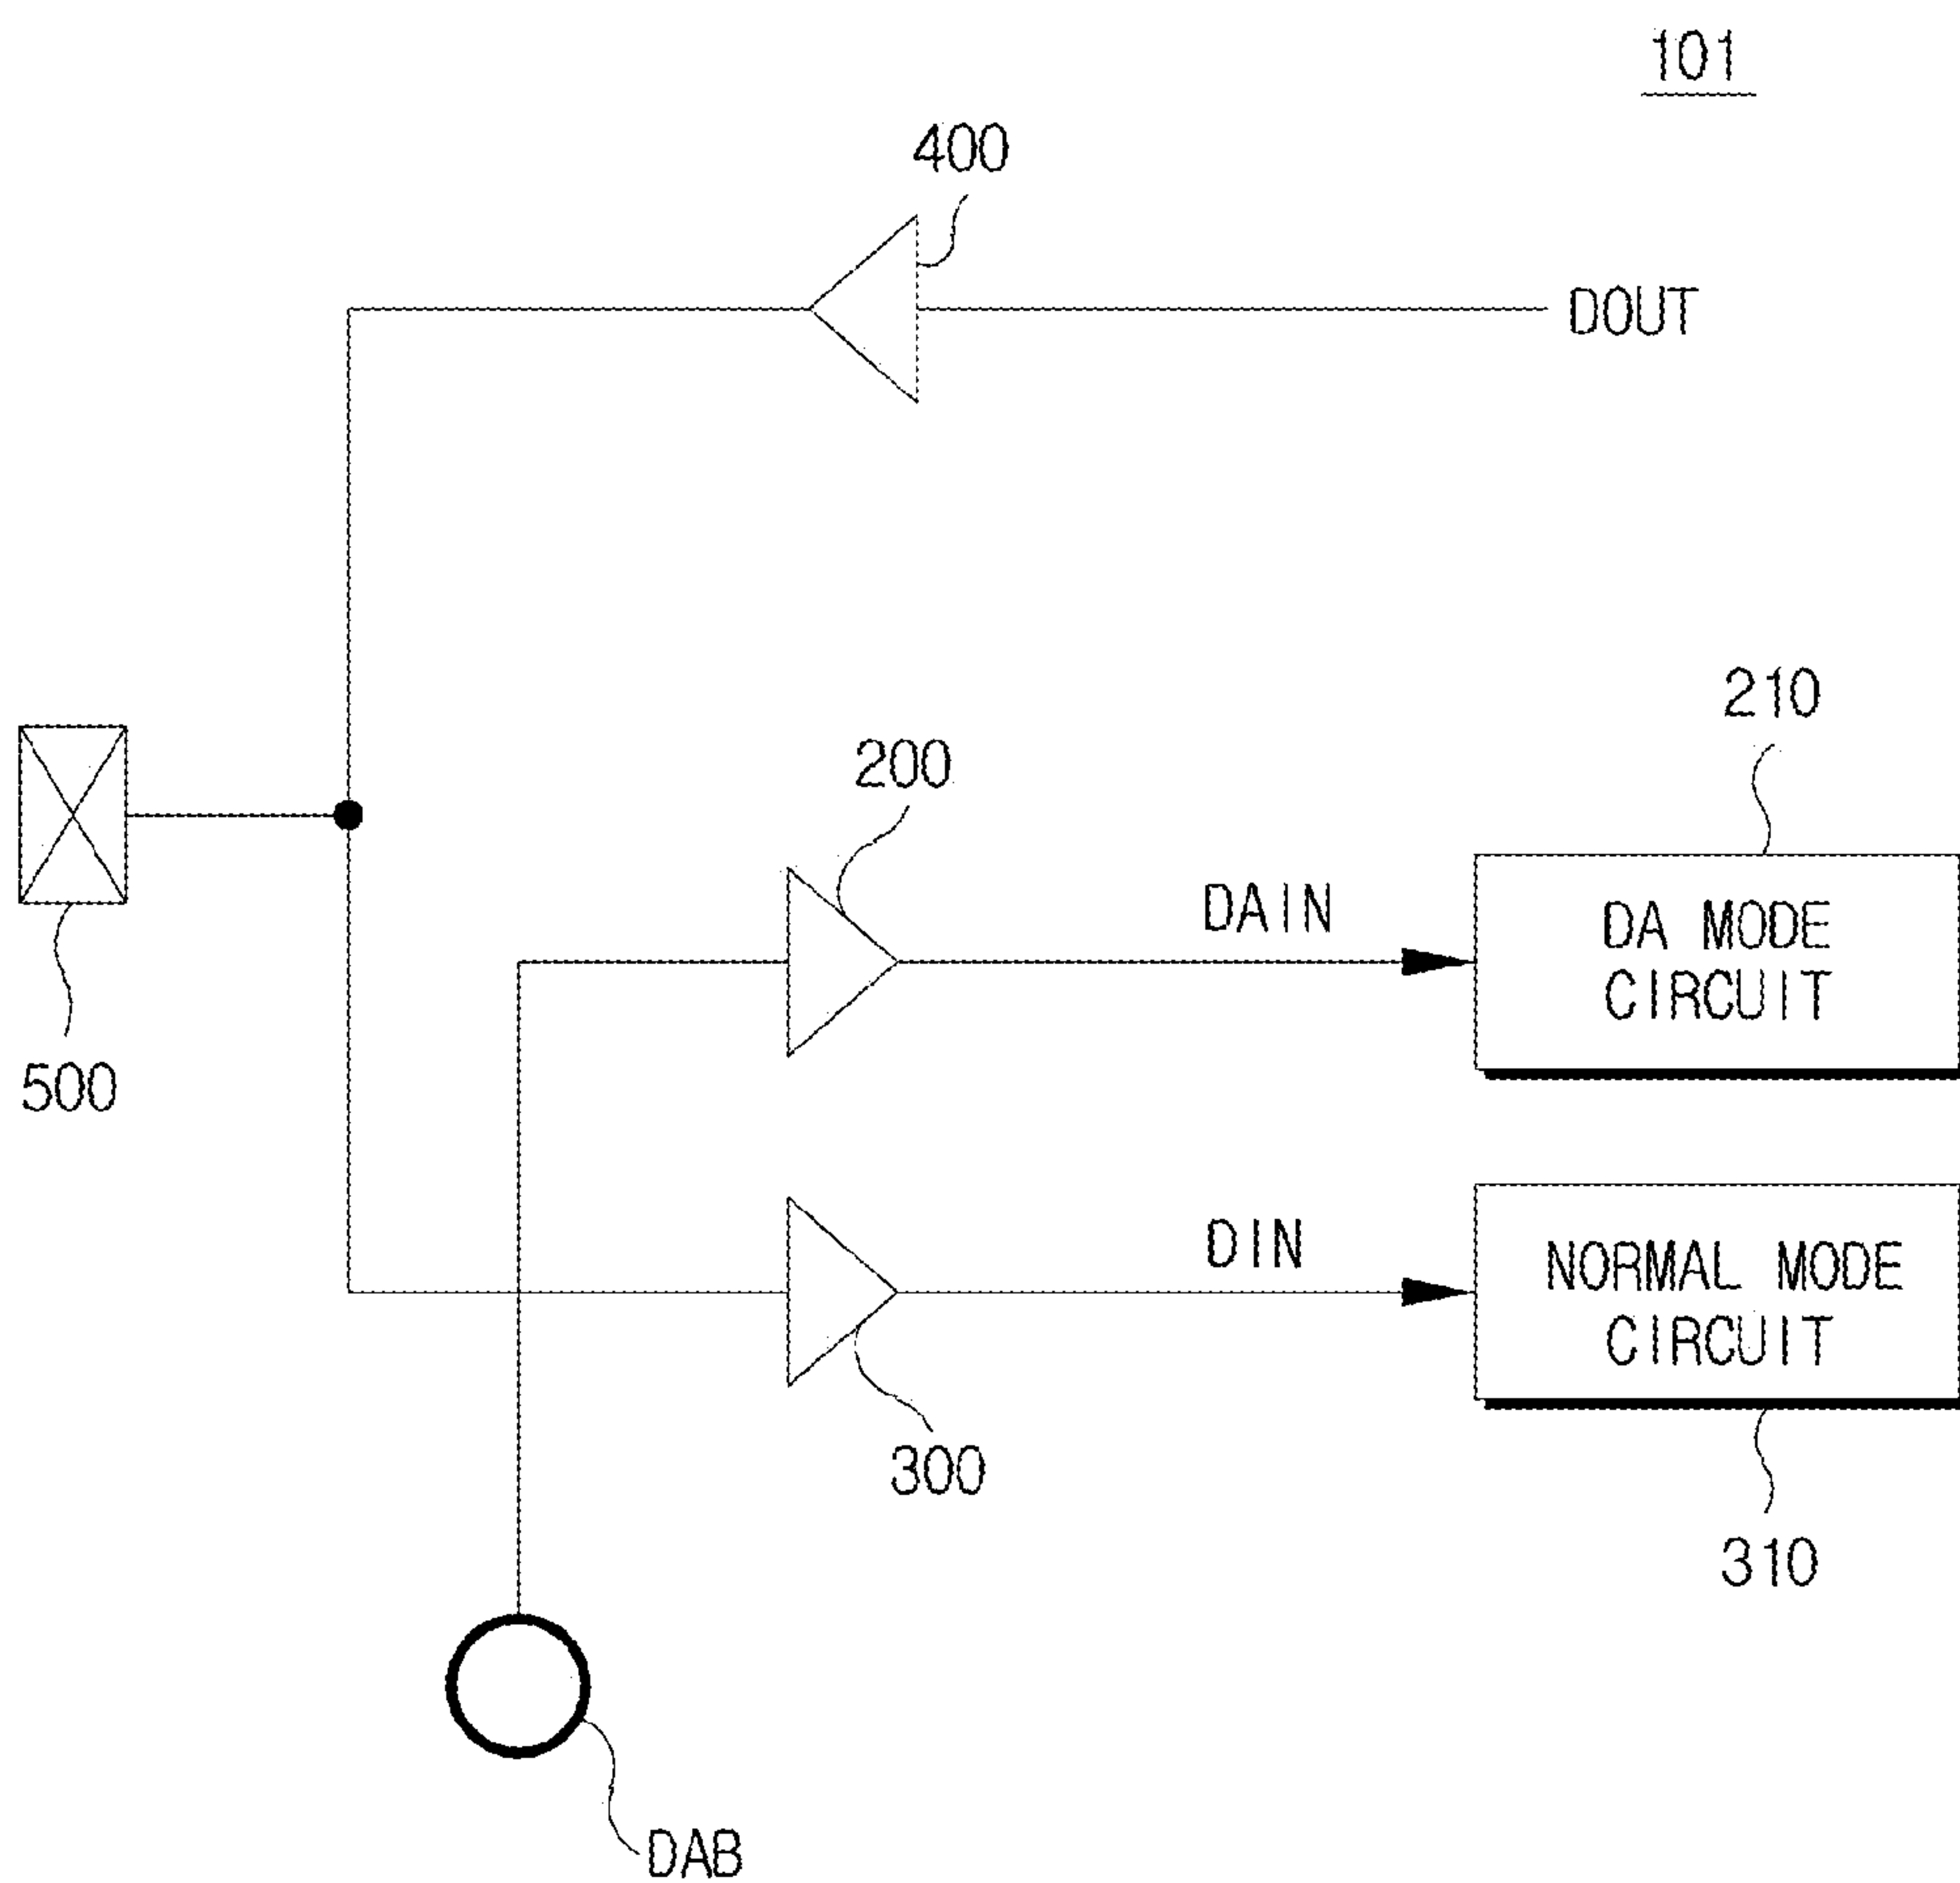 101
400
DOUT
210
200
DAIN
DA MODE
CIRCUIT
500
DIN
NORMAL MODE
CIRCUIT
300
310
DAB